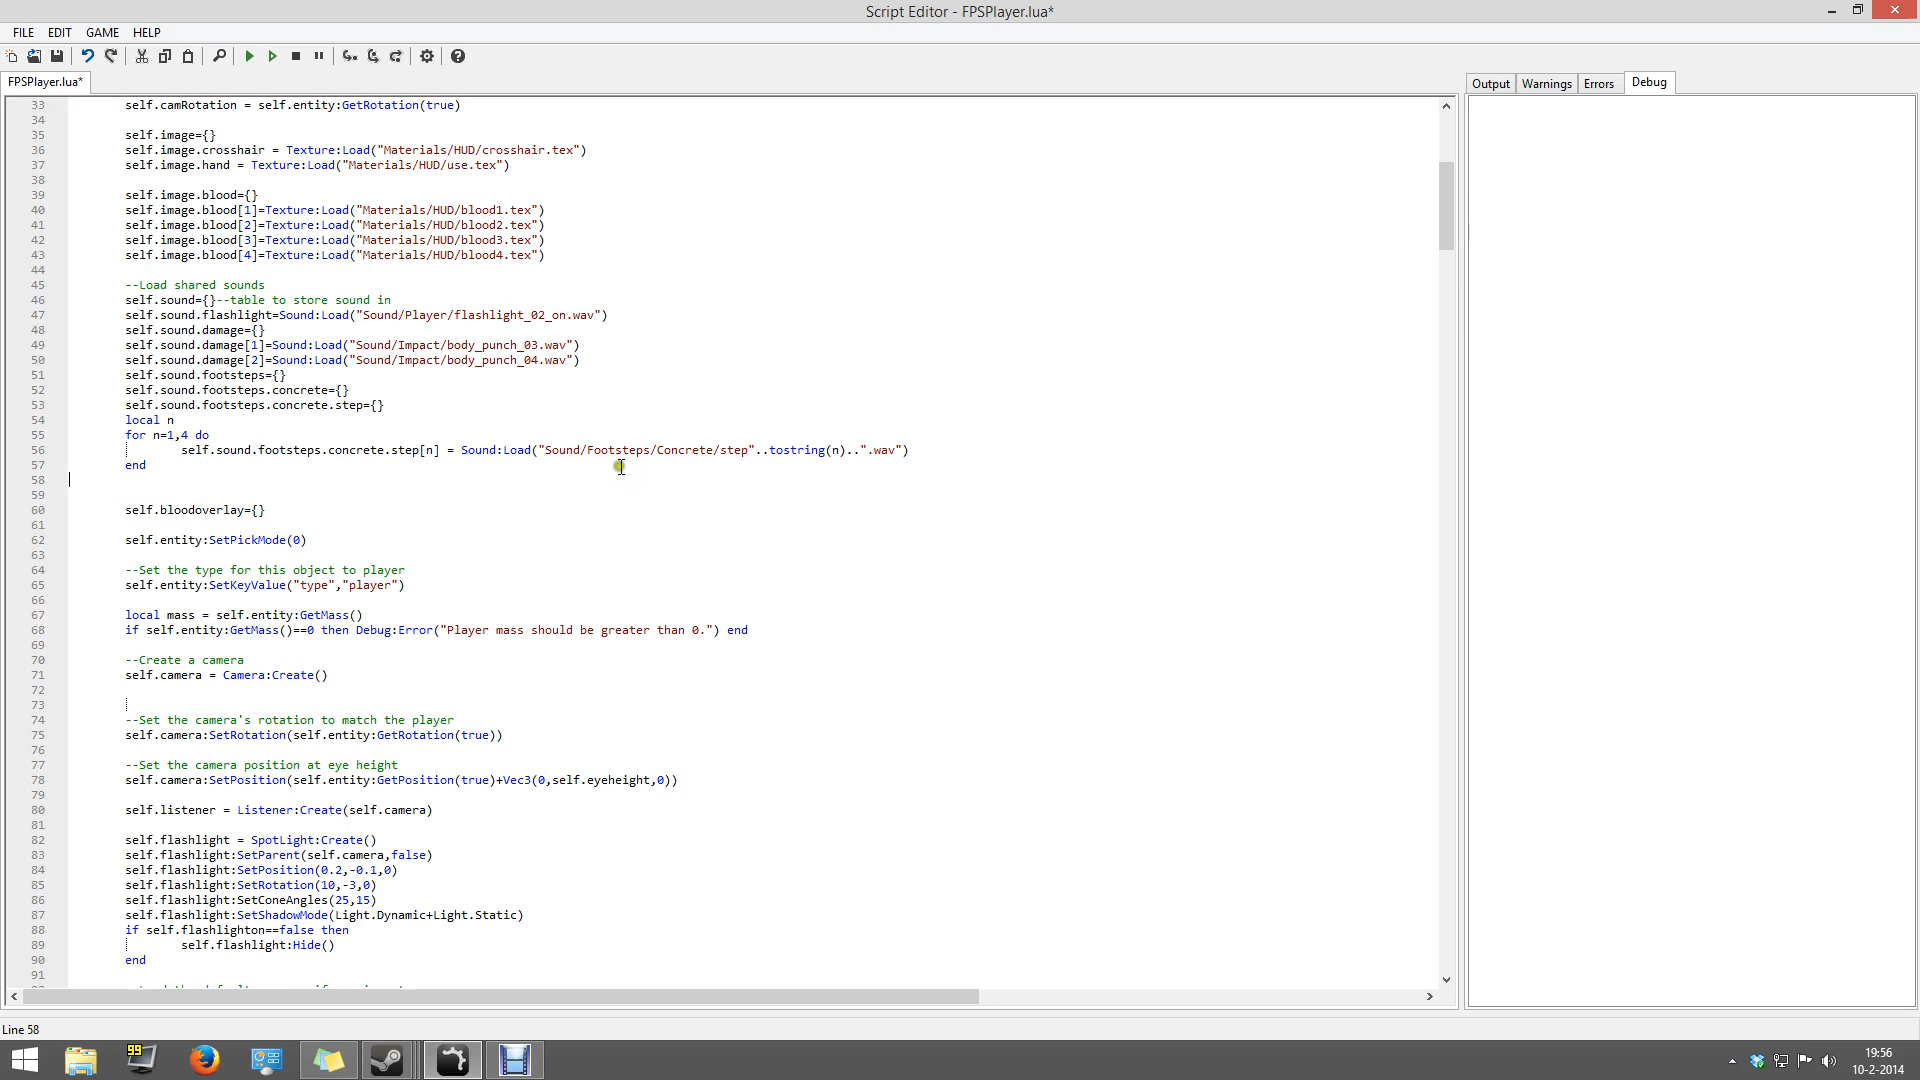 Script Editor - FPSPlayer.lua*
FILE EDIT GAME HELP
FPSPlayer.lua*
Output Warnings Errors Debug
33 self.camRotation = self.entity:GetRotation(true)
34
35 self.image={}
36 self.image.crosshair = Texture:Load("Materials/HUD/crosshair.tex")
37 self.image.hand = Texture:Load("Materials/HUD/use.tex")
38
39 self.image.blood={}
40 self.image.blood[1]=Texture:Load("Materials/HUD/blood1.tex")
41 self.image.blood[2]=Texture:Load("Materials/HUD/blood2.tex")
42 self.image.blood[3]=Texture:Load("Materials/HUD/blood3.tex")
43 self.image.blood[4]=Texture:Load("Materials/HUD/blood4.tex")
44
45 --Load shared sounds
46 self.sound={}--table to store sound in
47 self.sound.flashlight=Sound:Load("Sound/Player/flashlight_02_on.wav")
48 self.sound.damage={}
49 self.sound.damage[1]=Sound:Load("Sound/Impact/body_punch_03.wav")
50 self.sound.damage[2]=Sound:Load("Sound/Impact/body_punch_04.wav")
51 self.sound.footsteps={}
52 self.sound.footsteps.concrete={}
53 self.sound.footsteps.concrete.step={}
54 local n
55 for n=1,4 do
56 self.sound.footsteps.concrete.step[n] = Sound:Load("Sound/Footsteps/Concrete/step"..tostring(n)..".wav")
57 end
58
59
60 self.bloodoverlay={}
61
62 self.entity:SetPickMode(0)
63
64 --Set the type for this object to player
65 self.entity:SetKeyValue("type","player")
66
67 local mass = self.entity:GetMass()
68 if self.entity:GetMass()==0 then Debug:Error("Player mass should be greater than 0.") end
69
70 --Create a camera
71 self.camera = Camera:Create()
72
73
74 --Set the camera's rotation to match the player
75 self.camera:SetRotation(self.entity:GetRotation(true))
76
77 --Set the camera position at eye height
78 self.camera:SetPosition(self.entity:GetPosition(true)+Vec3(0,self.eyeheight,0))
79
80 self.listener = Listener:Create(self.camera)
81
82 self.flashlight = SpotLight:Create()
83 self.flashlight:SetParent(self.camera,false)
84 self.flashlight:SetPosition(0.2,-0.1,0)
85 self.flashlight:SetRotation(10,-3,0)
86 self.flashlight:SetConeAngles(25,15)
87 self.flashlight:SetShadowMode(Light.Dynamic+Light.Static)
88 if self.flashlighton==false then
89 self.flashlight:Hide()
90 end
91
Line 58
99
19:56
10-2-2014